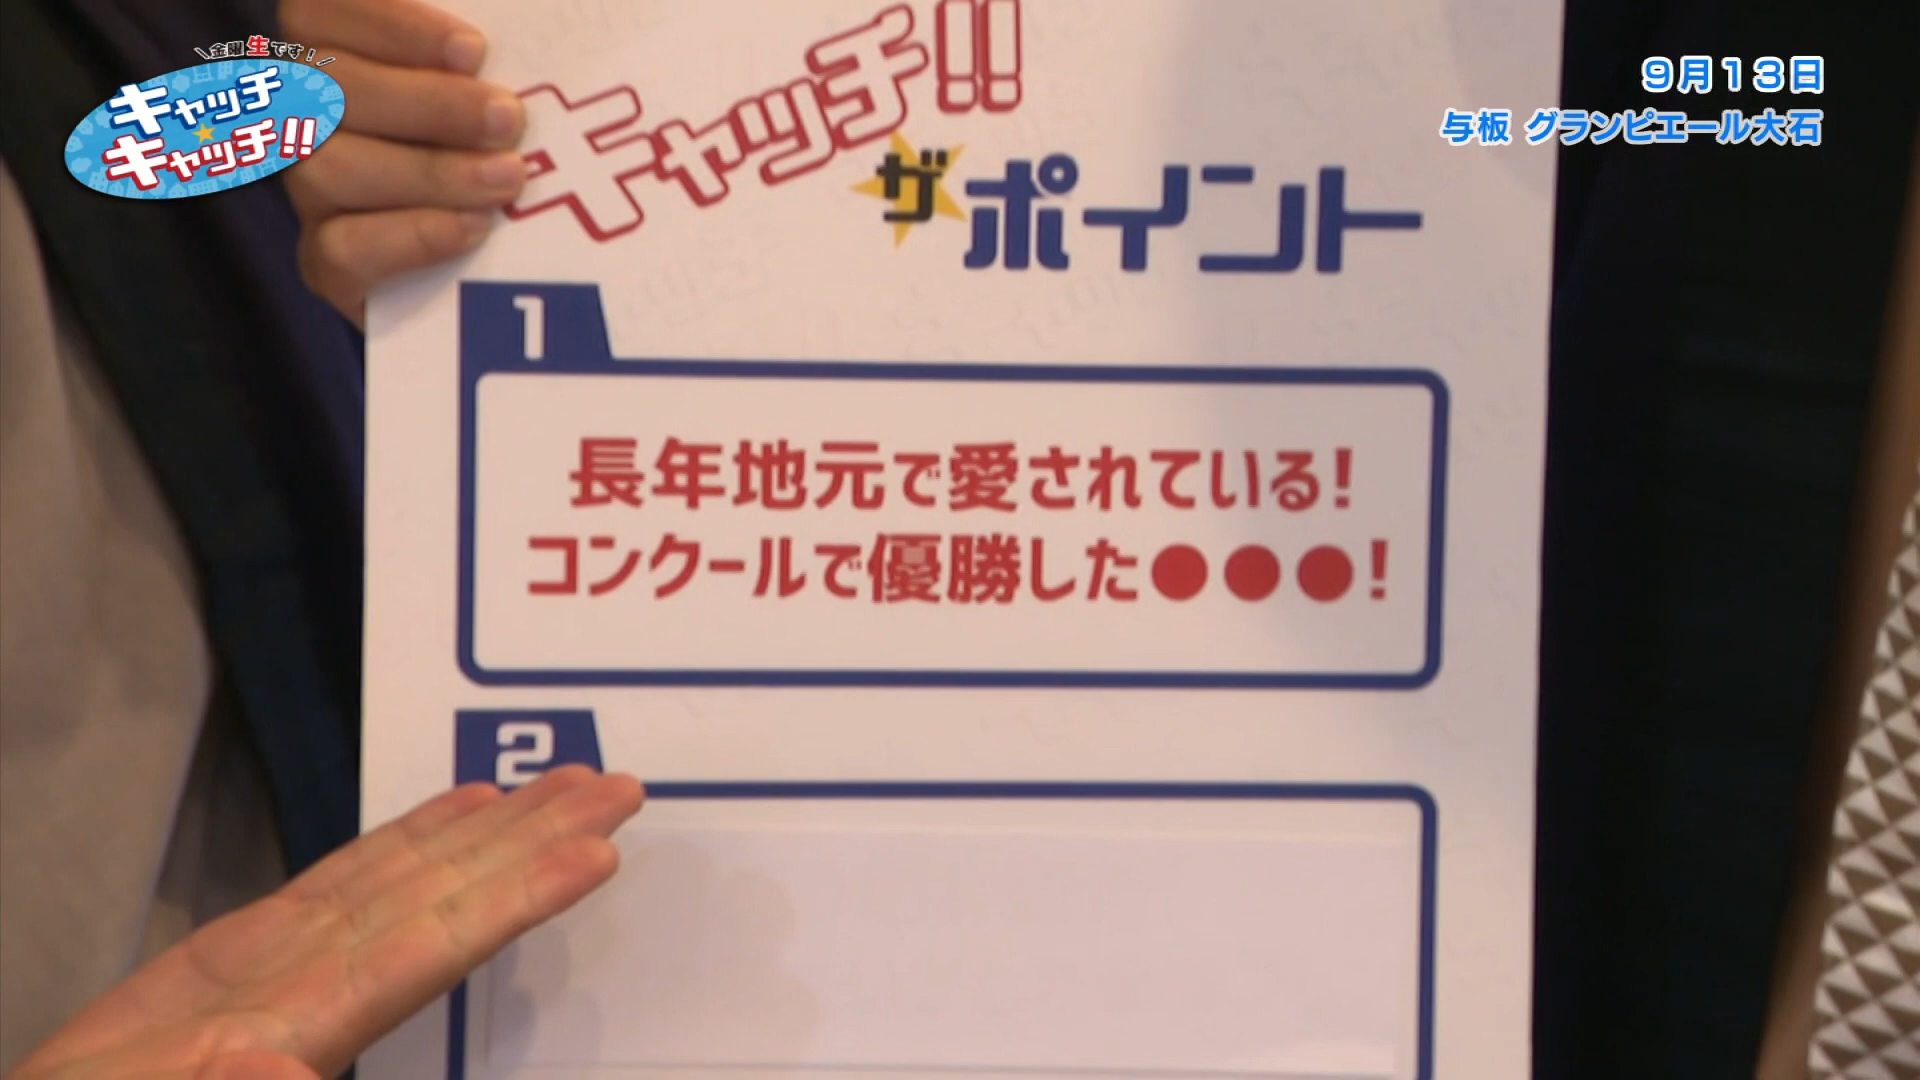 金曜生です！
キャッチ
キャッチ!!
9月13日
与板 グランピエール大石
キャッチ!!
ザ
ポイント
1
長年地元で愛されている!
コンクールで優勝した●●●!
2